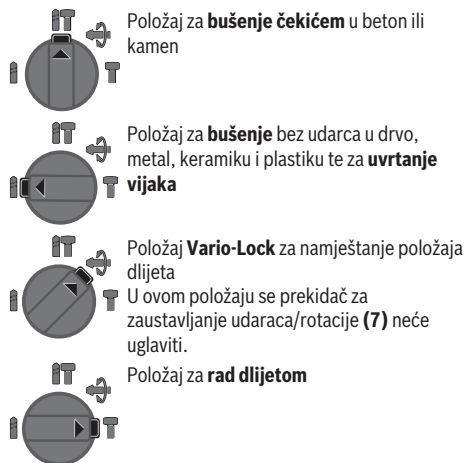 Položaj za bušenje čekićem u beton ili
kamen
Položaj za bušenje bez udarca u drvo,
metal, keramiku i plastiku te za uvrtanje
vijaka
Položaj Vario-Lock za namještanje položaja
dlijeta
U ovom položaju se prekidač za
zaustavljanje udaraca/rotacije (7) neće
uglaviti.
Položaj za rad dlijetom